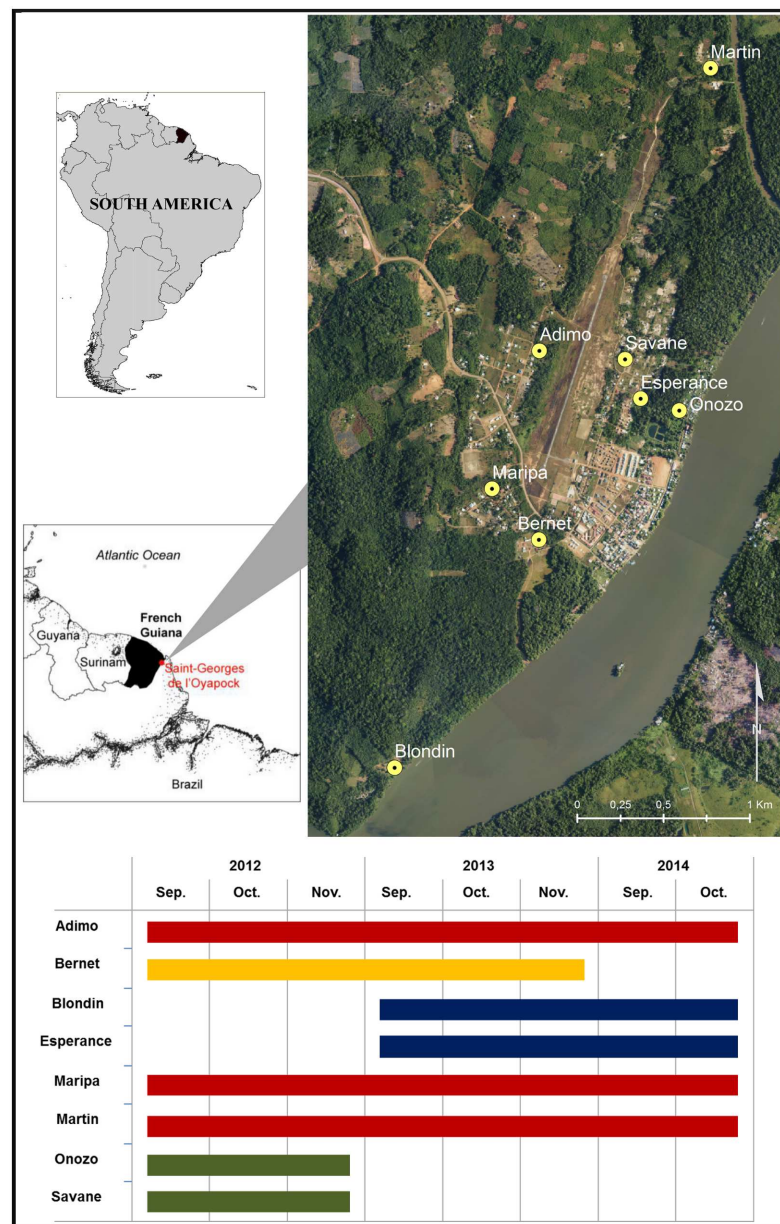 SOUTH AMERICA
Martin
Adimo
Savane
Esperance
Onozo
Maripa
Bernet
Blondin
N
0 0,25 0,5 1 Km
Atlantic Ocean
French
Guiana
Guyana
Surinam
Saint-Georges
de l'Oyapock
Brazil
2012 2013 2014
Sep. Oct. Nov. Sep. Oct. Nov. Sep. Oct.
Adimo
Bernet
Blondin
Esperance
Maripa
Martin
Onozo
Savane